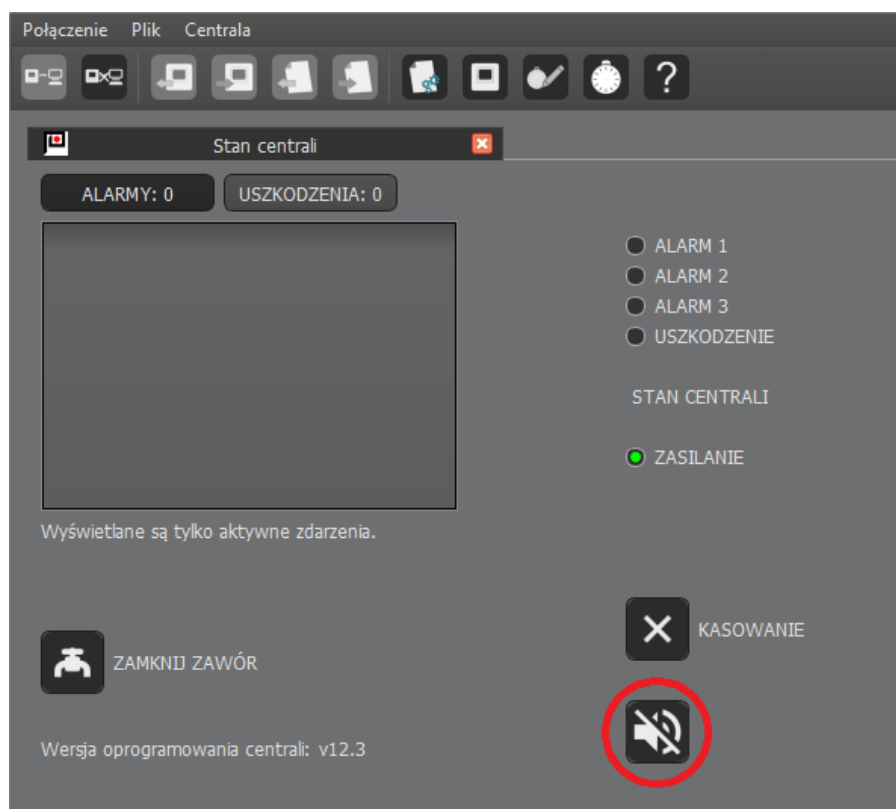 Połączenie Plik Centrala
?
Stan centrali
ALARMY: 0 USZKODZENIA: 0
ALARM 1
ALARM 2
ALARM 3
USZKODZENIE
STAN CENTRALI
ZASILANIE
Wyświetlane są tylko aktywne zdarzenia.
KASOWANIE
ZAMKNIJ ZAWÓR
Wersja oprogramowania centrali: v12.3